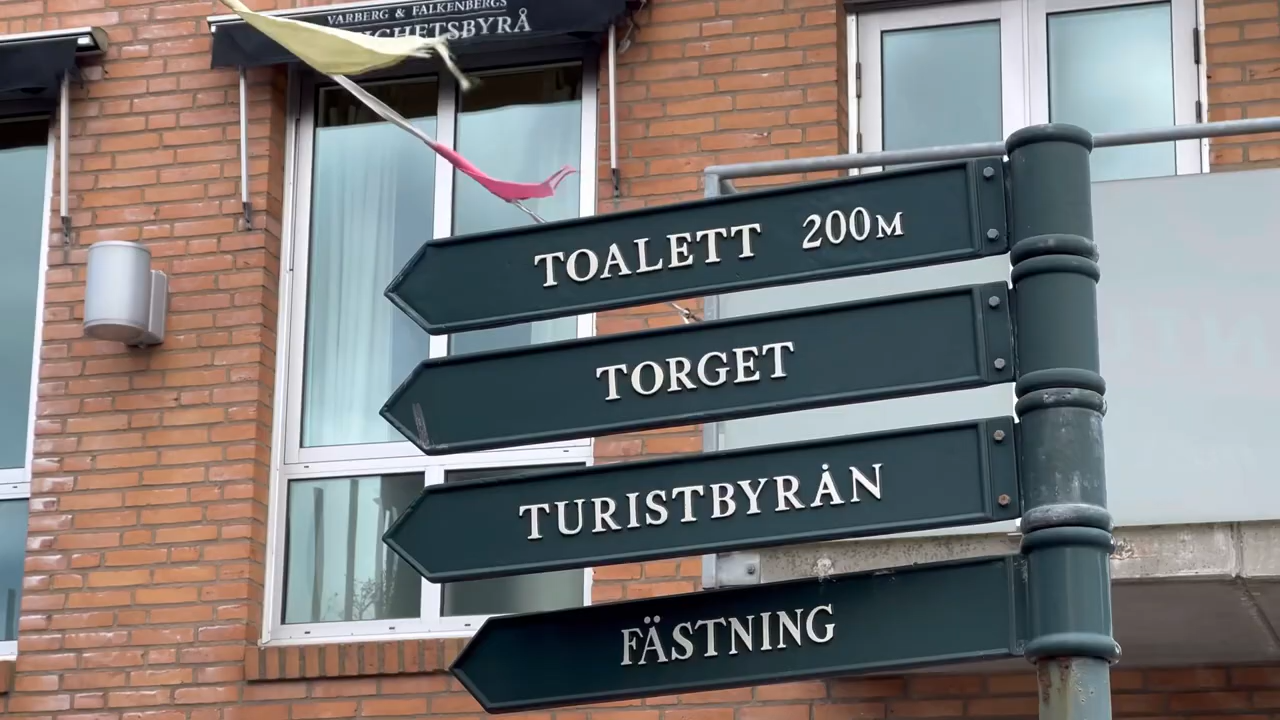 VARBERG & FALKENBERGS
TOALETT 200M
TORGET
TURISTBYRÅN
FÄSTNING